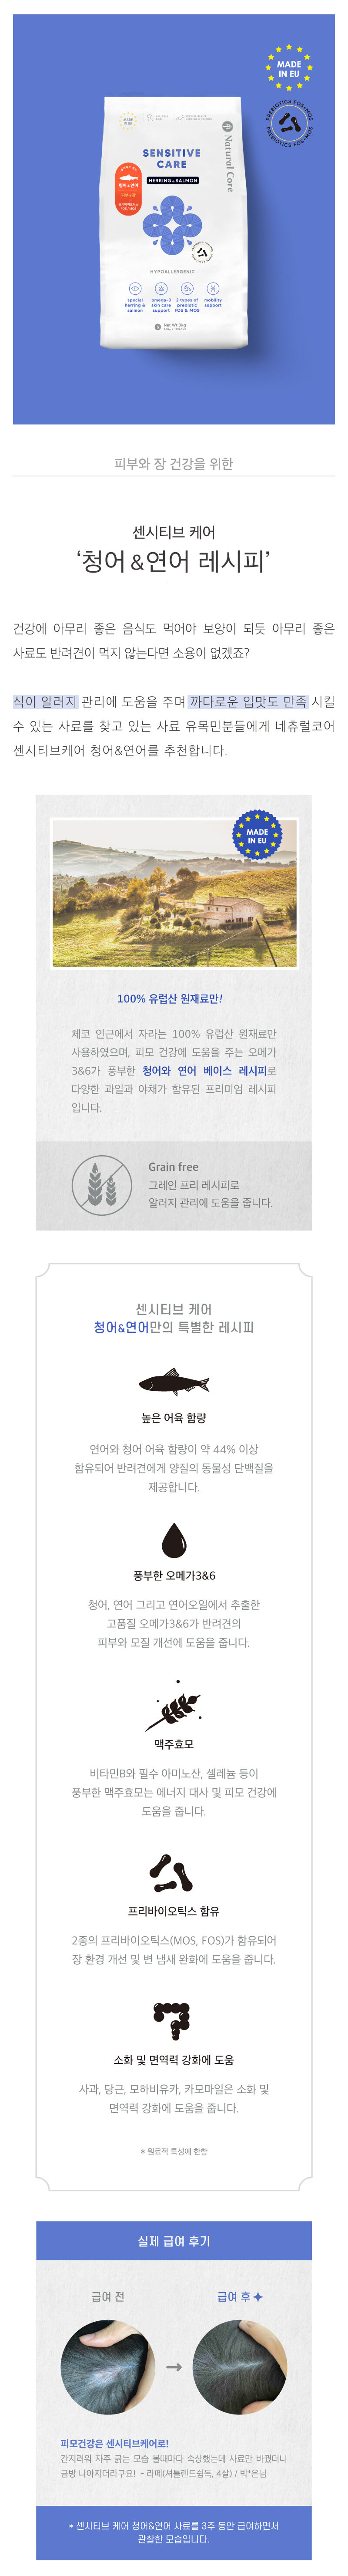 MADE
IN EU
PREBIOTICS FOS+MOS
PREBIOTICS FOS+MOS
Natural Core
SENSITIVE
CARE
HERRING & SALMON
청어 & 연어
HYPOALLERGENIC
special
herring &
salmon
omega-3
skin care
support
2 types of
prebiotic
FOS & MOS
mobility
support
피부와 장 건강을 위한
센시티브 케어
‘청어 & 연어 레시피’
건강에 아무리 좋은 음식도 먹어야 보양이 되듯 아무리 좋은
사료도 반려견이 먹지 않는다면 소용이 없겠죠?
식이 알러지 관리에 도움을 주며 까다로운 입맛도 만족 시킬
수 있는 사료를 찾고 있는 사료 유목민분들에게 네츄럴코어
센시티브케어 청어&연어를 추천합니다.
MADE
IN EU
100% 유럽산 원재료만!
체코 인근에서 자라는 100% 유럽산 원재료만
사용하였으며, 피모 건강에 도움을 주는 오메가
3&6가 풍부한 청어와 연어 베이스 레시피로
다양한 과일과 야채가 함유된 프리미엄 레시피
입니다.
Grain free
그레인 프리 레시피로
알러지 관리에 도움을 줍니다.
센시티브 케어
청어&연어만의 특별한 레시피
높은 어육 함량
연어와 청어 어육 함량이 약 44% 이상
함유되어 반려견에게 양질의 동물성 단백질을
제공합니다.
풍부한 오메가3&6
청어, 연어 그리고 연어오일에서 추출한
고품질 오메가3&6가 반려견의
피부와 모질 개선에 도움을 줍니다.
맥주효모
비타민B와 필수 아미노산, 셀레늄 등이
풍부한 맥주효모는 에너지 대사 및 피모 건강에
도움을 줍니다.
프리바이오틱스 함유
2종의 프리바이오틱스(MOS, FOS)가 함유되어
장 환경 개선 및 변 냄새 완화에 도움을 줍니다.
소화 및 면역력 강화에 도움
사과, 당근, 모하비유카, 카모마일은 소화 및
면역력 강화에 도움을 줍니다.
* 원료적 특성에 한함
실제 급여 후기
급여 전
급여 후
피모건강은 센시티브케어로!
간지러워 자주 긁는 모습 볼때마다 속상했는데 사료만 바꿨더니
금방 나아지더라구요! - 라떼(셔틀랜드쉽독, 4살) / 박*은님
* 센시티브 케어 청어&연어 사료를 3주 동안 급여하면서
관찰한 모습입니다.